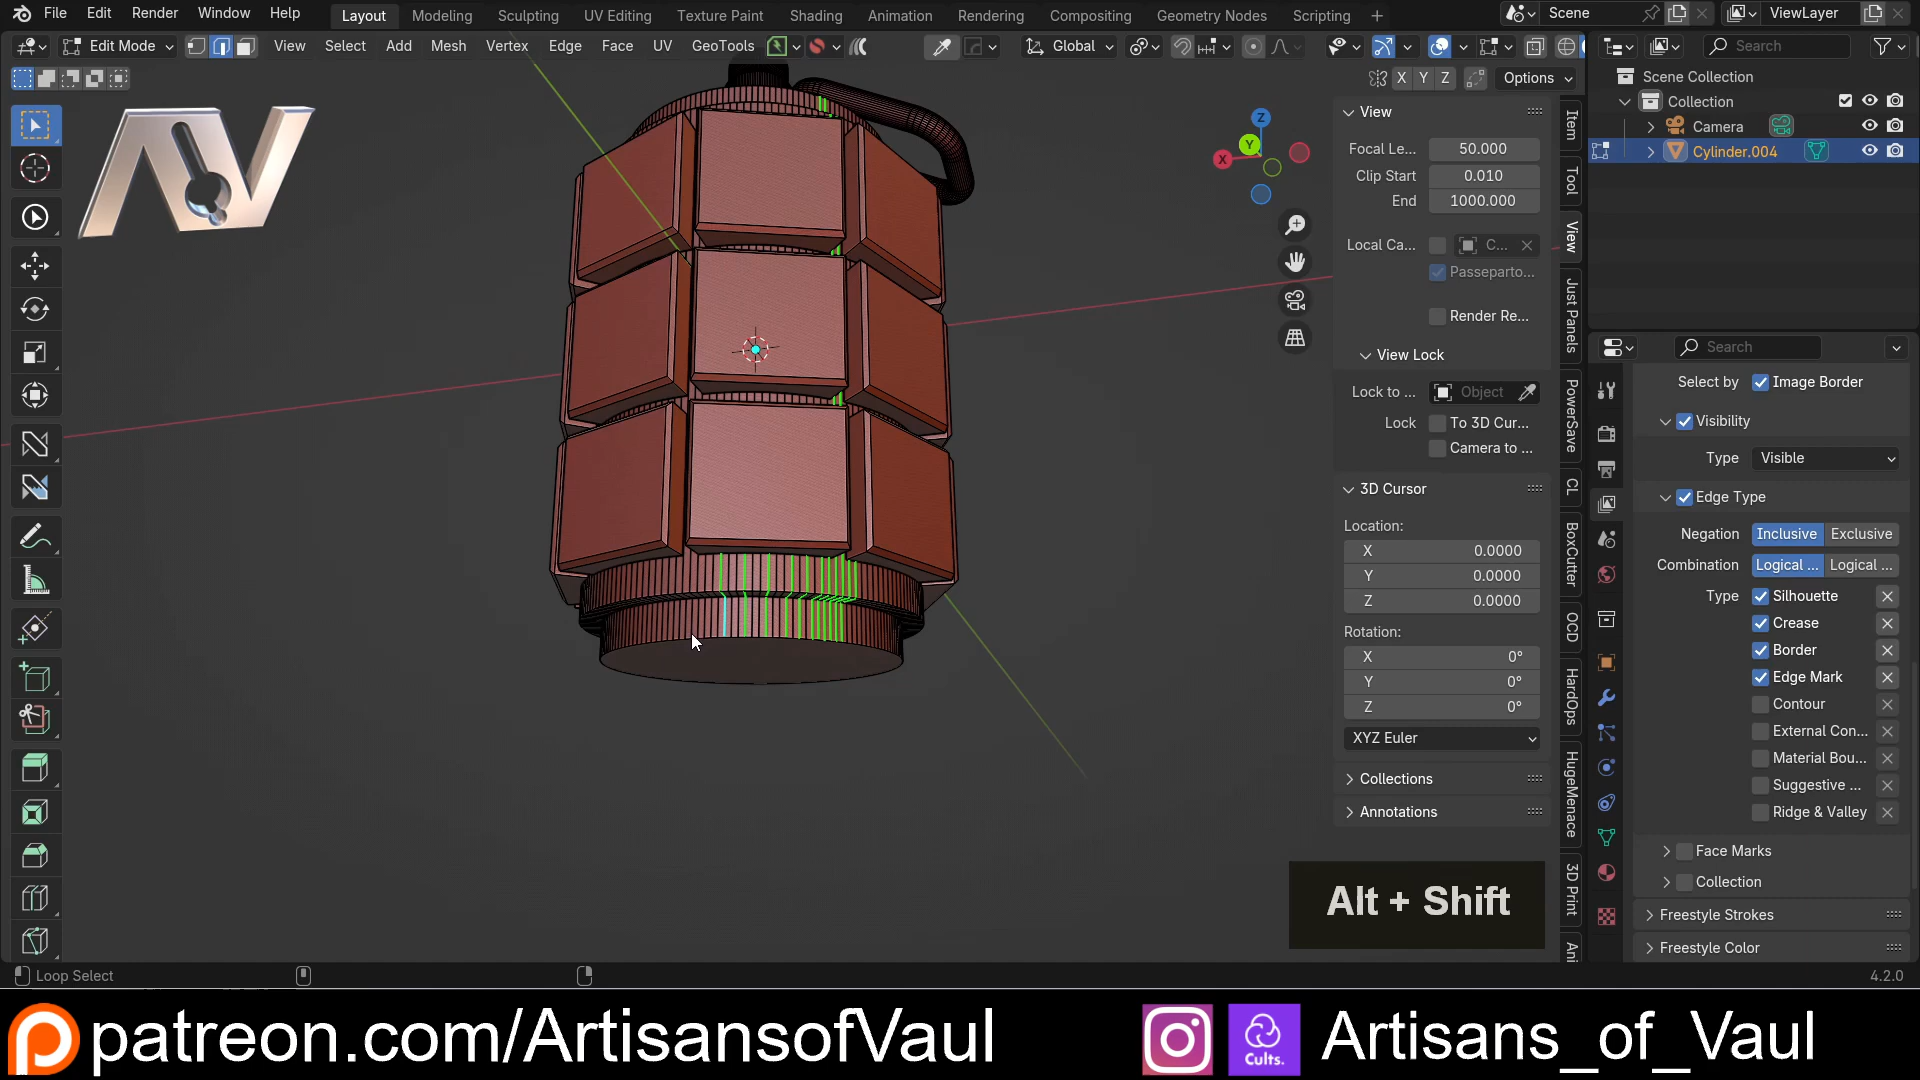 File Edit Render Window Help Layout Modeling Sculpting UV Editing Texture Paint Shading Animation Rendering Compositing Geometry Nodes Scripting + Scene ViewLayer
Edit Mode View Select Add Mesh Vertex Edge Face UV GeoTools Global Search
X Y Z Options
Scene Collection
Collection
Camera
Cylinder.004
View
Focal Le... 50.000
Clip Start 0.010
End 1000.000
Local Ca... C...
Passeparto...
Render Re...
View Lock
Lock to ... Object
Lock To 3D Cur...
Camera to ...
3D Cursor
Location:
X 0.0000
Y 0.0000
Z 0.0000
Rotation:
X 0°
Y 0°
Z 0°
XYZ Euler
Collections
Annotations
Item
Tool
View
Just Panels
PowerSave
CL
BoxCutter
OCD
HardOps
HugeMenace
3D Print
Ani
Z
Y
X
AV
Search
Select by Image Border
Visibility
Type Visible
Edge Type
Negation Inclusive Exclusive
Combination Logical ... Logical ...
Type Silhouette
Crease
Border
Edge Mark
Contour
External Con...
Material Bou...
Suggestive ...
Ridge & Valley
Face Marks
Collection
Freestyle Strokes
Freestyle Color
Alt + Shift
Loop Select 4.2.0
patreon.com/ArtisansofVaul Cults. Artisans_of_Vaul